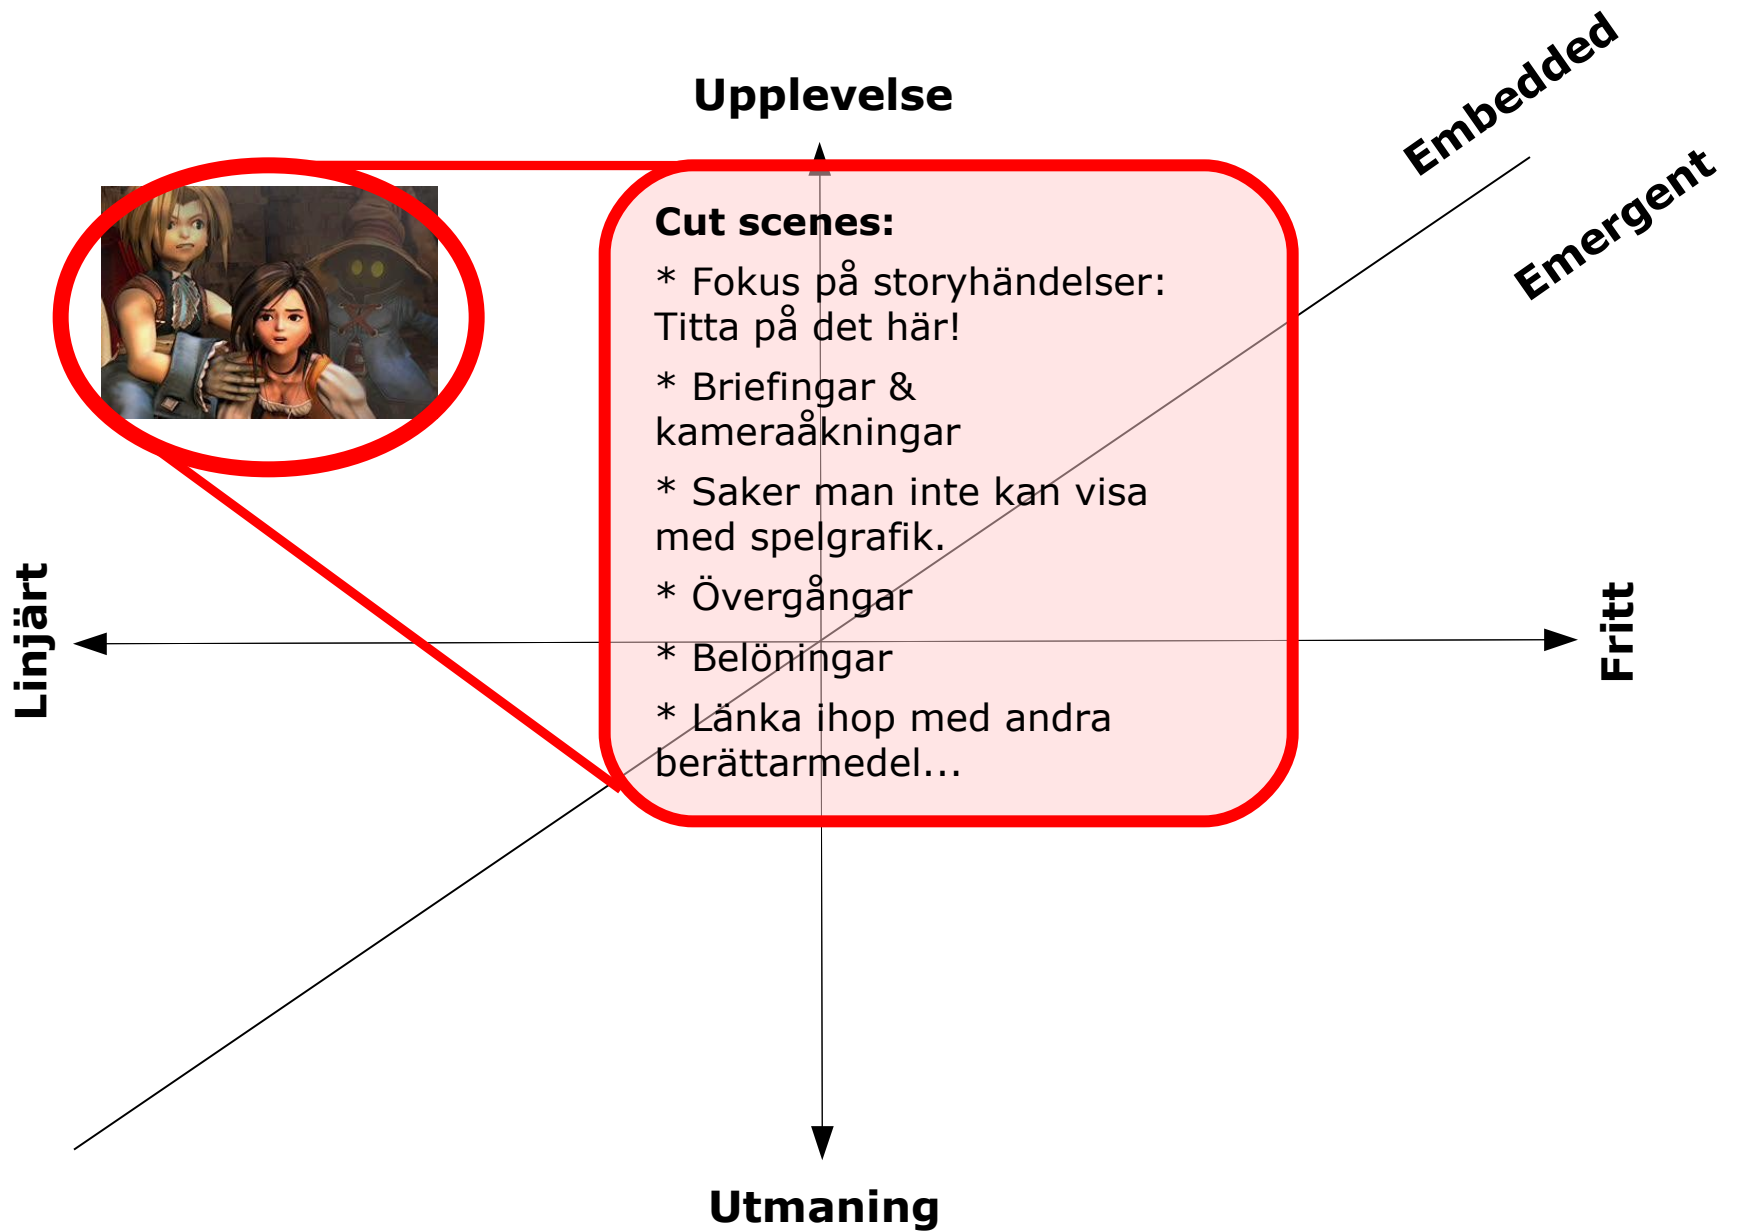 Upplevelse
Embedded
Emergent
Cut scenes:
* Fokus på storyhändelser:
Titta på det här!
* Briefingar &
kameraåkningar
* Saker man inte kan visa
med spelgrafik.
* Övergångar
* Belöningar
* Länka ihop med andra
berättarmedel...
Linjärt
Fritt
Utmaning